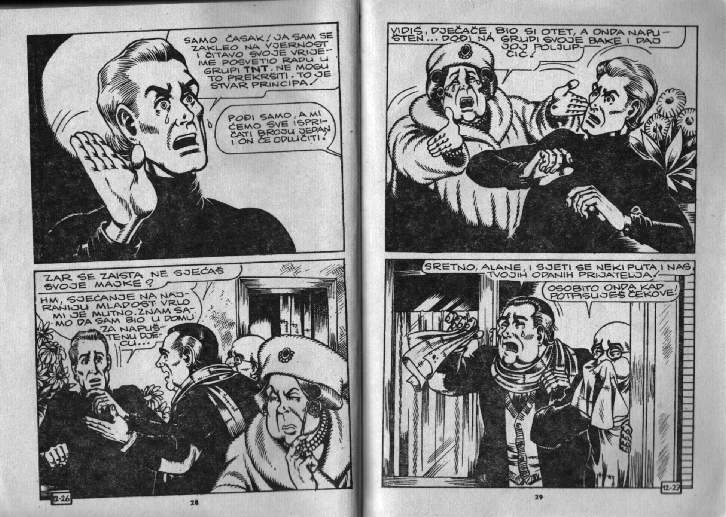 SAMO ČASAK! JA SAM SE
ZAKLEO NA VJERNOST
I ČITAVO SVOJE VRIJE-
ME POSVETIO RADU U
GRUPI TNT. NE MOGU
TO PREKRŠITI. TO JE
STVAR PRINCIPA!
POĐI SAMO, A MI
ĆEMO SVE ISPRI-
ČATI BROJU JEDAN
I ON ĆE ODLUČITI!
ZAR SE ZAISTA NE SJEĆAŠ
SVOJE MAJKE?
HM, SJEĆANJE NA NAJ-
RANIJU MLADOST VRLO
MI JE MUTNO. ZNAM SA-
MO DA SAM BIO U DOMU
ZA NAPUŠ-
TENU DJE-
CU...
12-26
28
VIDIŠ, DJEČAČE, BIO SI OTET, A ONDA NAPU-
ŠTEN... DOĐI NA GRUDI SVOJE BAKE I DAJ
JOJ POLJUP-
ČIĆ!
SRETNO, ALANE, I SJETI SE NEKI PUTA I NAS,
TVOJIH ODANIH PRIJATELJA!
OSOBITO ONDA KAD
POTPISUJEŠ ČEKOVE!
12-27
29